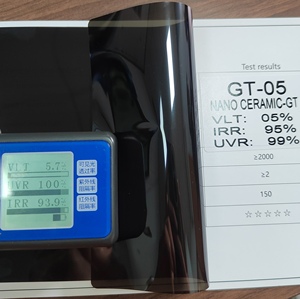 Test results
GT-05
NANO CERAMIC-GT
VLT: 05%
IRR: 95%
UVR: 99%
≥2000
≥2
150
☆☆☆☆☆
VLT 5.7%
可见光
透过率
UVR 100%
紫外线
阻隔率
IRR 93.9%
红外线
阻隔率